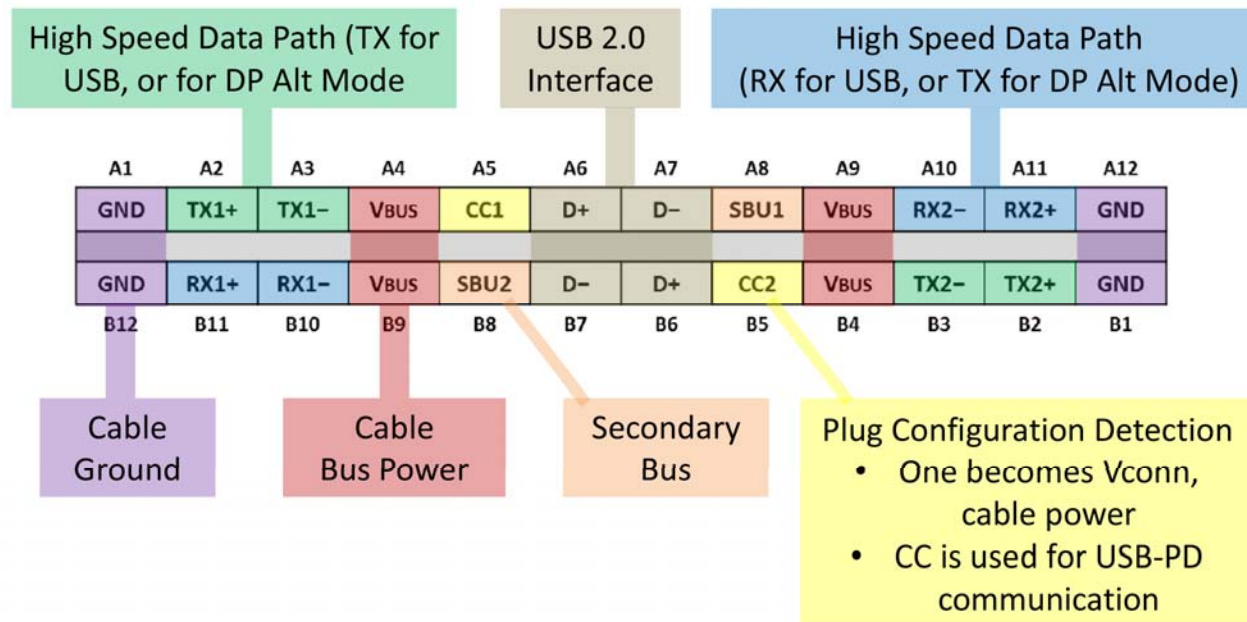 High Speed Data Path (TX for
USB, or for DP Alt Mode
USB 2.0
Interface
High Speed Data Path
(RX for USB, or TX for DP Alt Mode)
A1 A2 A3 A4 A5 A6 A7 A8 A9 A10 A11 A12
GND TX1+ TX1− VBUS CC1 D+ D− SBU1 VBUS RX2− RX2+ GND
GND RX1+ RX1− VBUS SBU2 D− D+ CC2 VBUS TX2− TX2+ GND
B12 B11 B10 B9 B8 B7 B6 B5 B4 B3 B2 B1
Cable
Ground
Cable
Bus Power
Secondary
Bus
Plug Configuration Detection
• One becomes Vconn,
cable power
• CC is used for USB-PD
communication